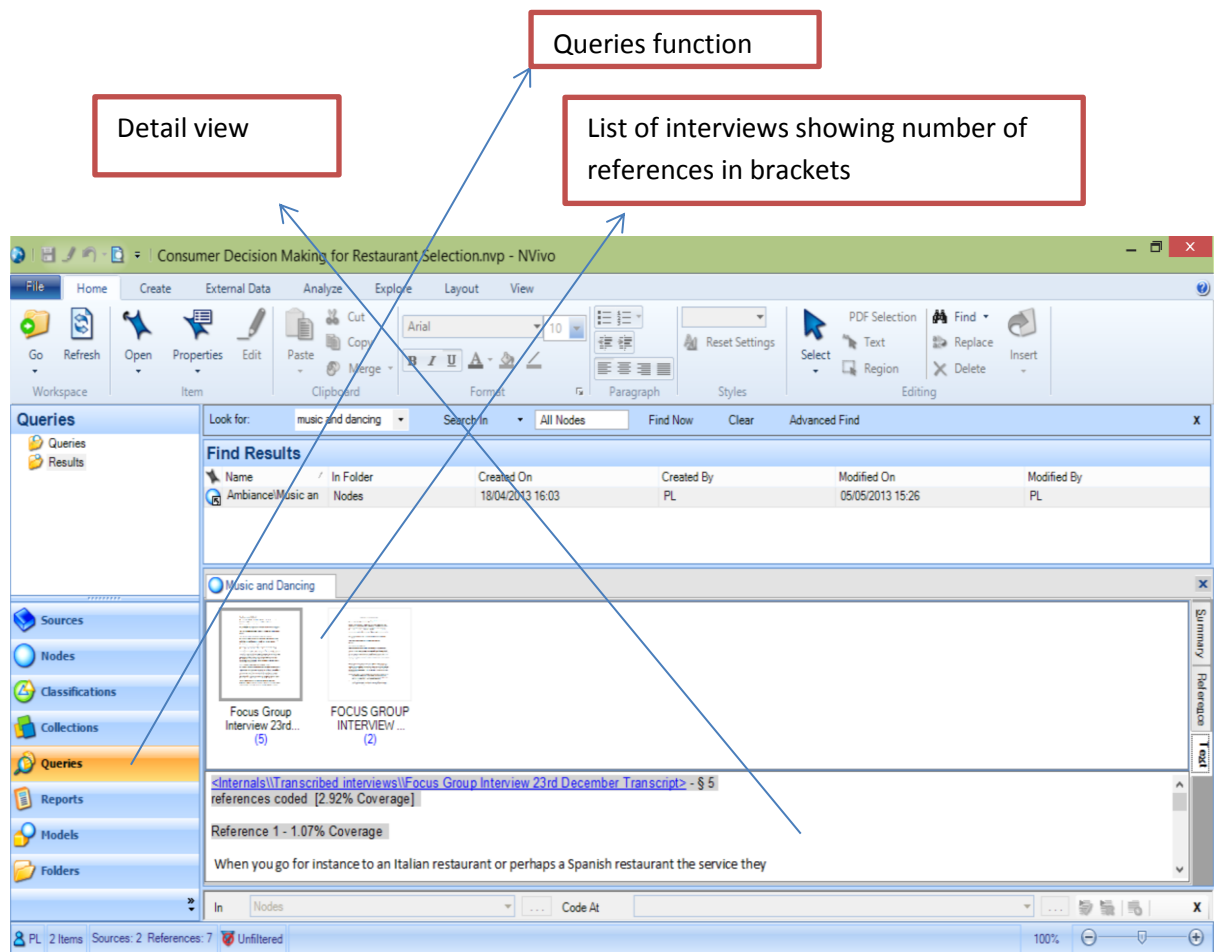 Queries function
Detail view
List of interviews showing number of
references in brackets
Consumer Decision Making for Restaurant Selection.nvp - NVivo
File Home Create External Data Analyze Explore Layout View
Go Refresh Open Properties Edit Paste Cut Copy Merge Arial 10 B I U A Reset Settings Select PDF Selection Text Region Find Replace Delete Insert
Workspace Item Clipboard Format Paragraph Styles Editing
Queries
Queries
Results
Look for: music and dancing Search In All Nodes Find Now Clear Advanced Find x
Find Results
Name In Folder Created On Created By Modified On Modified By
Ambiance\Music an Nodes 18/04/2013 16:03 PL 05/05/2013 15:26 PL
Music and Dancing
Sources
Nodes
Classifications
Collections
Queries
Reports
Models
Folders
Focus Group
Interview 23rd...
(5)
FOCUS GROUP
INTERVIEW ...
(2)
Summary
Reference
Text
<Internals\\Transcribed interviews\\Focus Group Interview 23rd December Transcript> - § 5
references coded [2.92% Coverage]
Reference 1 - 1.07% Coverage
When you go for instance to an Italian restaurant or perhaps a Spanish restaurant the service they
In Nodes ... Code At ... x
PL 2 Items Sources: 2 References: 7 Unfiltered 100%